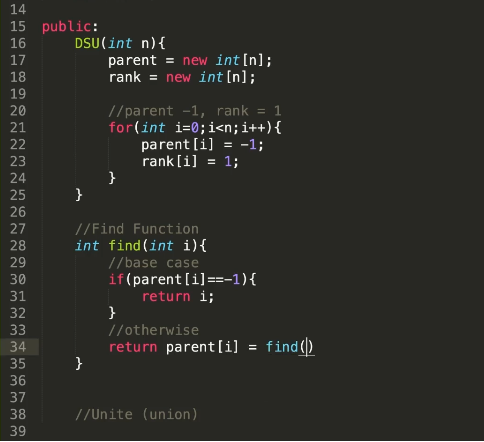 14
15 public:
16     DSU(int n){
17         parent = new int[n];
18         rank = new int[n];
19
20         //parent -1, rank = 1
21         for(int i=0;i<n;i++){
22             parent[i] = -1;
23             rank[i] = 1;
24         }
25     }
26
27     //Find Function
28     int find(int i){
29         //base case
30         if(parent[i]==-1){
31             return i;
32         }
33         //otherwise
34         return parent[i] = find()
35     }
36
37
38     //Unite (union)
39